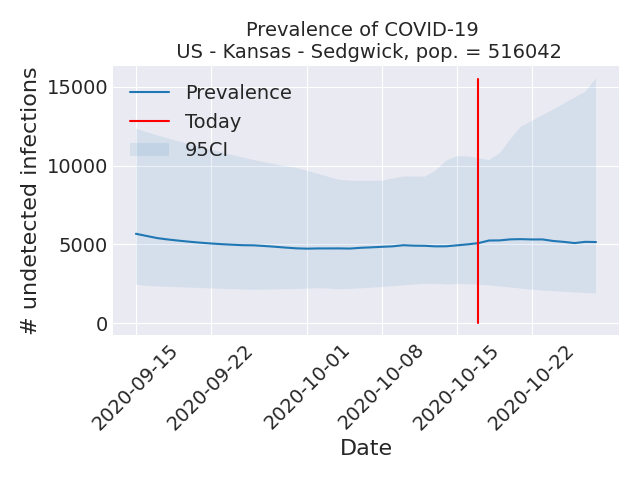 Prevalence of COVID-19
US - Kansas - Sedgwick, pop. = 516042
# undetected infections
15000
10000
5000
0
Prevalence
Today
95CI
2020-09-15
2020-09-22
2020-10-01
2020-10-08
2020-10-15
2020-10-22
Date